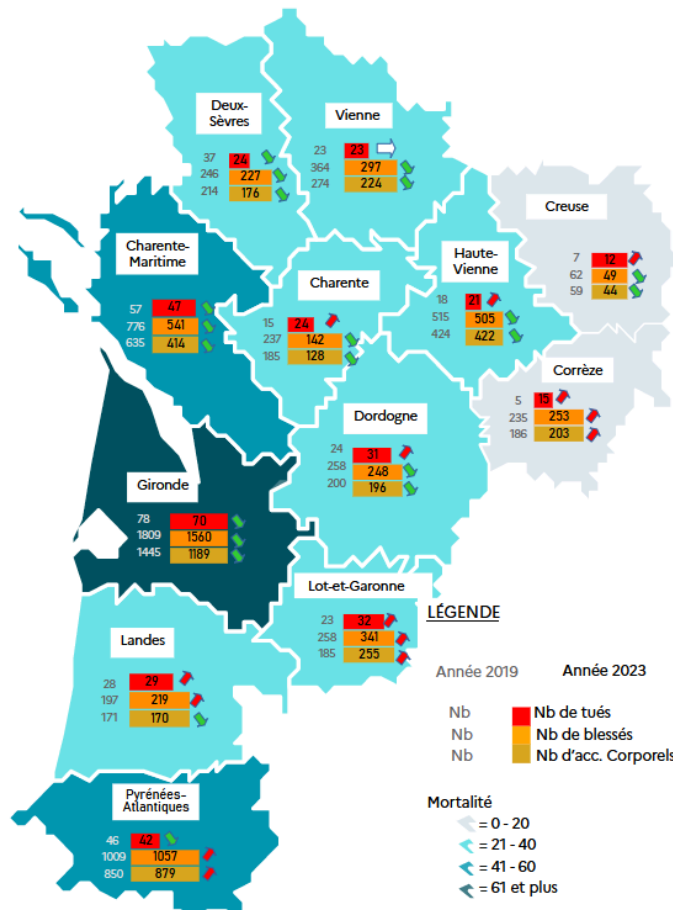 Deux-
Sèvres
37 24
246 227
214 176
Vienne
23 23
364 297
274 224
Creuse
7 12
62 49
59 44
Charente-
Maritime
57 47
776 541
635 414
Charente
15 24
237 142
185 128
Haute-
Vienne
18 21
515 505
424 422
Corrèze
5 15
235 253
186 203
Dordogne
24 31
258 248
200 196
Gironde
78 70
1809 1560
1445 1189
Lot-et-Garonne
23 32
258 341
185 255
Landes
28 29
197 219
171 170
Pyrénées-
Atlantiques
46 42
1009 1057
850 879
LÉGENDE
Année 2019 Année 2023
Nb Nb de tués
Nb Nb de blessés
Nb Nb d'acc. Corporels
Mortalité
= 0 - 20
= 21 - 40
= 41 - 60
= 61 et plus